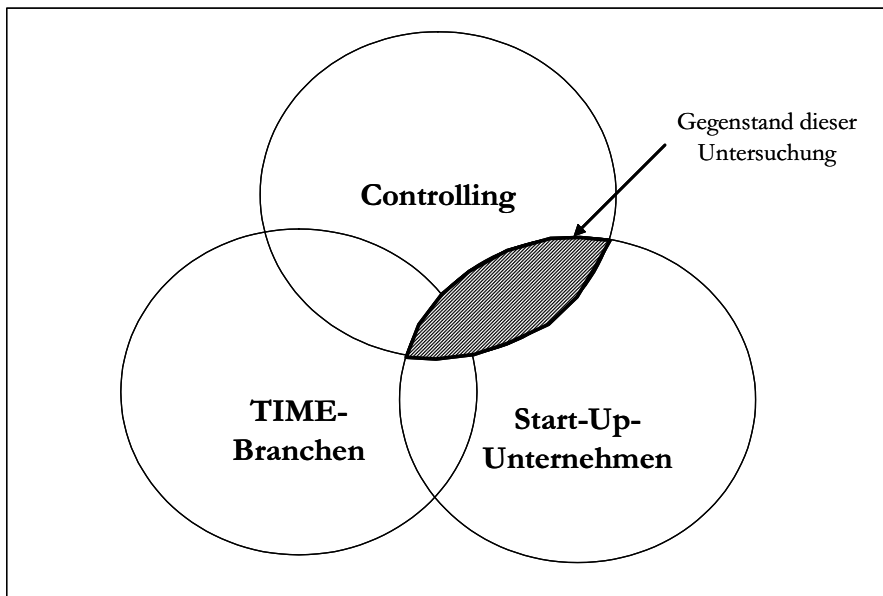 Gegenstand dieser
Untersuchung
Controlling
TIME-
Branchen
Start-Up-
Unternehmen